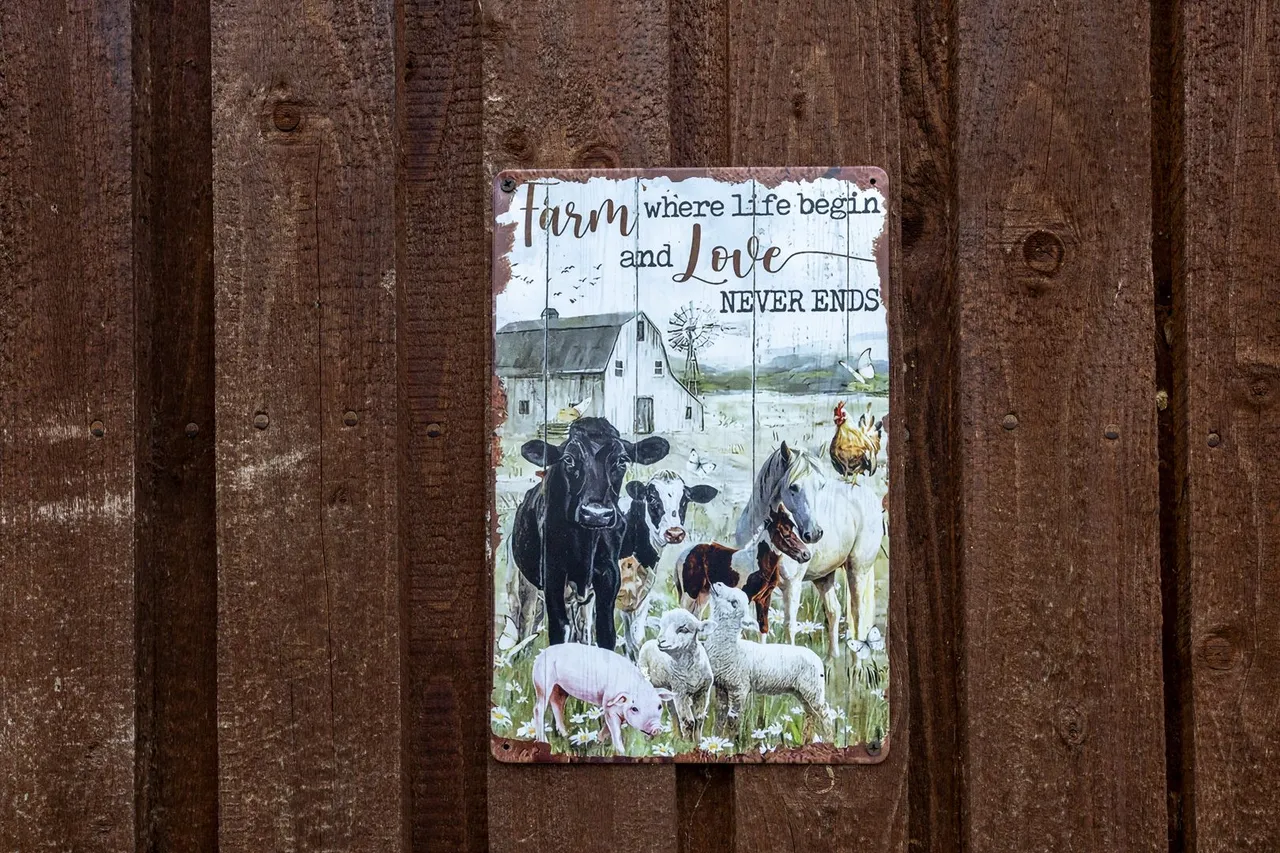 Farm where life begin
and Love
NEVER ENDS